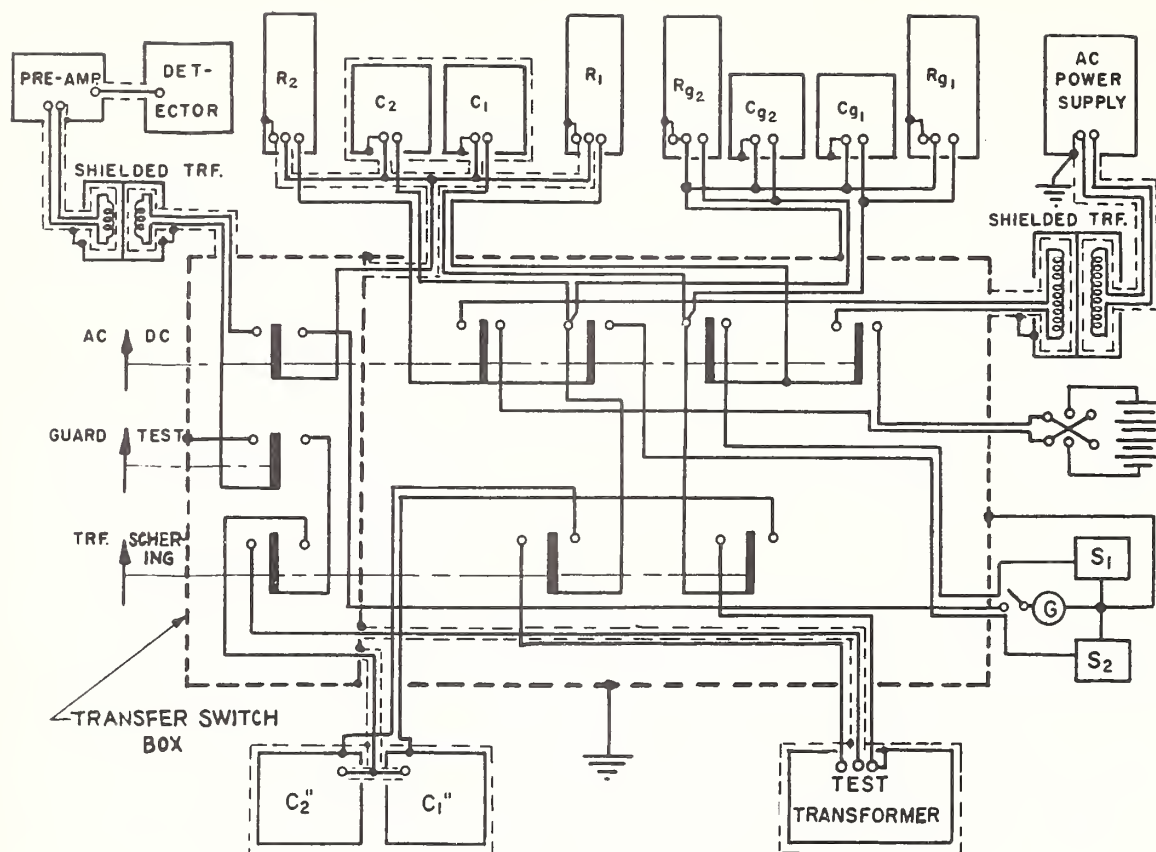 PRE-AMP
DET-
ECTOR
R2
C2
C1
R1
Rg2
Cg2
Cg1
Rg1
AC
POWER
SUPPLY
SHIELDED TRF.
SHIELDED TRF.
AC DC
GUARD TEST
TRF. SCHER-
ING
S1
G
S2
TRANSFER SWITCH
BOX
C2"
C1"
TEST
TRANSFORMER